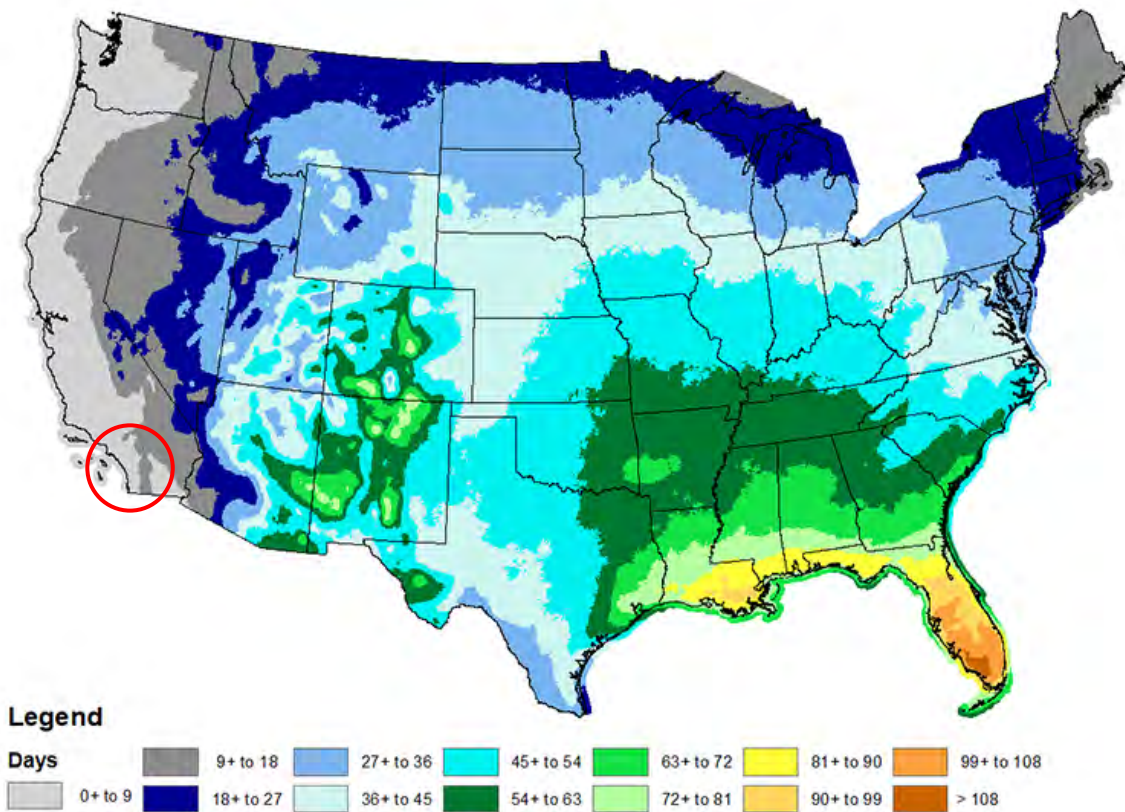 Legend
Days
0+ to 9
9+ to 18
18+ to 27
27+ to 36
36+ to 45
45+ to 54
54+ to 63
63+ to 72
72+ to 81
81+ to 90
90+ to 99
99+ to 108
> 108